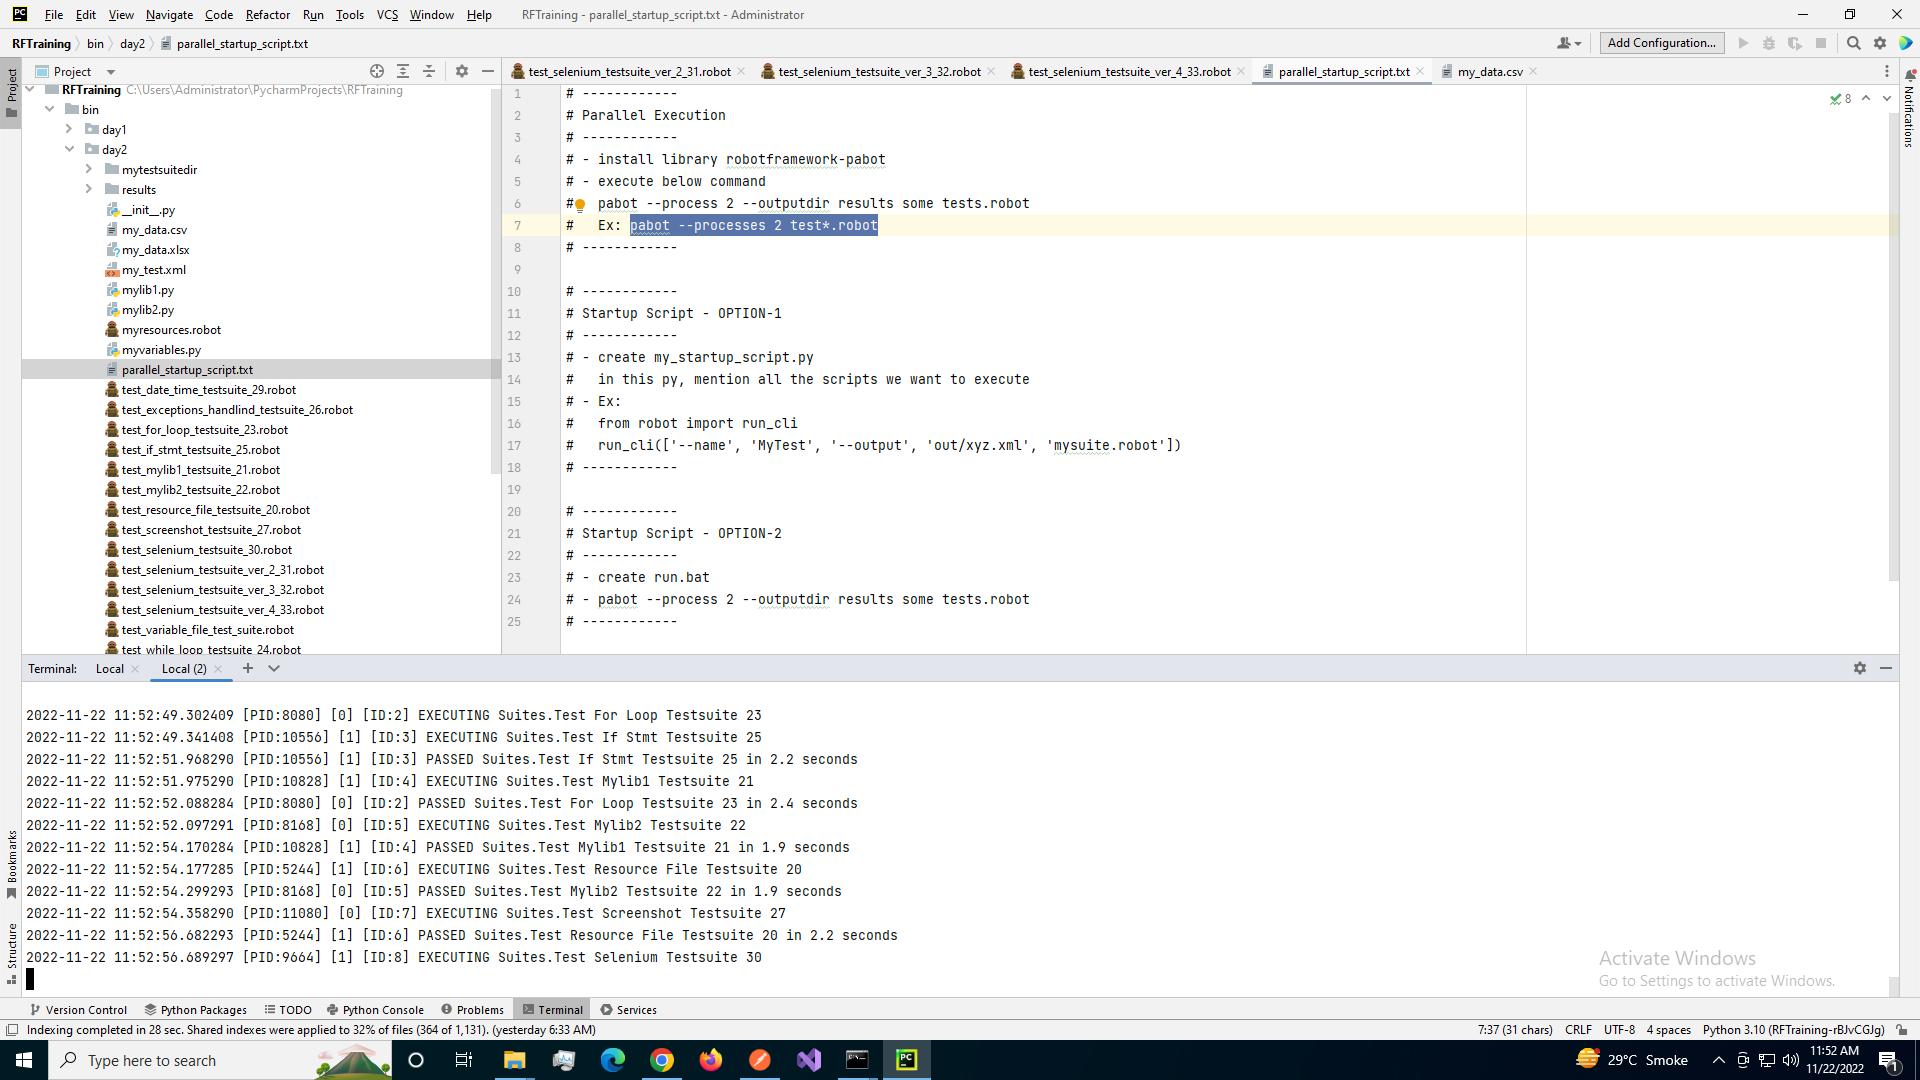 PC File Edit View Navigate Code Refactor Run Tools VCS Window Help RFTraining - parallel_startup_script.txt - Administrator
RFTraining bin day2 parallel_startup_script.txt Add Configuration...
Project
Project
test_selenium_testsuite_ver_2_31.robot test_selenium_testsuite_ver_3_32.robot test_selenium_testsuite_ver_4_33.robot parallel_startup_script.txt my_data.csv
Notifications
RFTraining C:\Users\Administrator\PycharmProjects\RFTraining
bin
day1
day2
mytestsuitedir
results
__init__.py
my_data.csv
my_data.xlsx
my_test.xml
mylib1.py
mylib2.py
myresources.robot
myvariables.py
parallel_startup_script.txt
test_date_time_testsuite_29.robot
test_exceptions_handlind_testsuite_26.robot
test_for_loop_testsuite_23.robot
test_if_stmt_testsuite_25.robot
test_mylib1_testsuite_21.robot
test_mylib2_testsuite_22.robot
test_resource_file_testsuite_20.robot
test_screenshot_testsuite_27.robot
test_selenium_testsuite_30.robot
test_selenium_testsuite_ver_2_31.robot
test_selenium_testsuite_ver_3_32.robot
test_selenium_testsuite_ver_4_33.robot
test_variable_file_test_suite.robot
test_while_loop_testsuite_24.robot
8
1 # ------------
2 # Parallel Execution
3 # ------------
4 # - install library robotframework-pabot
5 # - execute below command
6 # pabot --process 2 --outputdir results some tests.robot
7 # Ex: pabot --processes 2 test*.robot
8 # ------------
9
10 # ------------
11 # Startup Script - OPTION-1
12 # ------------
13 # - create my_startup_script.py
14 # in this py, mention all the scripts we want to execute
15 # - Ex:
16 # from robot import run_cli
17 # run_cli(['--name', 'MyTest', '--output', 'out/xyz.xml', 'mysuite.robot'])
18 # ------------
19
20 # ------------
21 # Startup Script - OPTION-2
22 # ------------
23 # - create run.bat
24 # - pabot --process 2 --outputdir results some tests.robot
25 # ------------
Terminal: Local Local (2)
2022-11-22 11:52:49.302409 [PID:8080] [0] [ID:2] EXECUTING Suites.Test For Loop Testsuite 23
2022-11-22 11:52:49.341408 [PID:10556] [1] [ID:3] EXECUTING Suites.Test If Stmt Testsuite 25
2022-11-22 11:52:51.968290 [PID:10556] [1] [ID:3] PASSED Suites.Test If Stmt Testsuite 25 in 2.2 seconds
2022-11-22 11:52:51.975290 [PID:10828] [1] [ID:4] EXECUTING Suites.Test Mylib1 Testsuite 21
2022-11-22 11:52:52.088284 [PID:8080] [0] [ID:2] PASSED Suites.Test For Loop Testsuite 23 in 2.4 seconds
2022-11-22 11:52:52.097291 [PID:8168] [0] [ID:5] EXECUTING Suites.Test Mylib2 Testsuite 22
2022-11-22 11:52:54.170284 [PID:10828] [1] [ID:4] PASSED Suites.Test Mylib1 Testsuite 21 in 1.9 seconds
2022-11-22 11:52:54.177285 [PID:5244] [1] [ID:6] EXECUTING Suites.Test Resource File Testsuite 20
2022-11-22 11:52:54.299293 [PID:8168] [0] [ID:5] PASSED Suites.Test Mylib2 Testsuite 22 in 1.9 seconds
2022-11-22 11:52:54.358290 [PID:11080] [0] [ID:7] EXECUTING Suites.Test Screenshot Testsuite 27
2022-11-22 11:52:56.682293 [PID:5244] [1] [ID:6] PASSED Suites.Test Resource File Testsuite 20 in 2.2 seconds
2022-11-22 11:52:56.689297 [PID:9664] [1] [ID:8] EXECUTING Suites.Test Selenium Testsuite 30
Bookmarks
Structure
Activate Windows
Go to Settings to activate Windows.
Version Control Python Packages TODO Python Console Problems Terminal Services
Indexing completed in 28 sec. Shared indexes were applied to 32% of files (364 of 1,131). (yesterday 6:33 AM) 7:37 (31 chars) CRLF UTF-8 4 spaces Python 3.10 (RFTraining-rBJvCGJg)
Type here to search PC 29°C Smoke 11:52 AM
11/22/2022 1